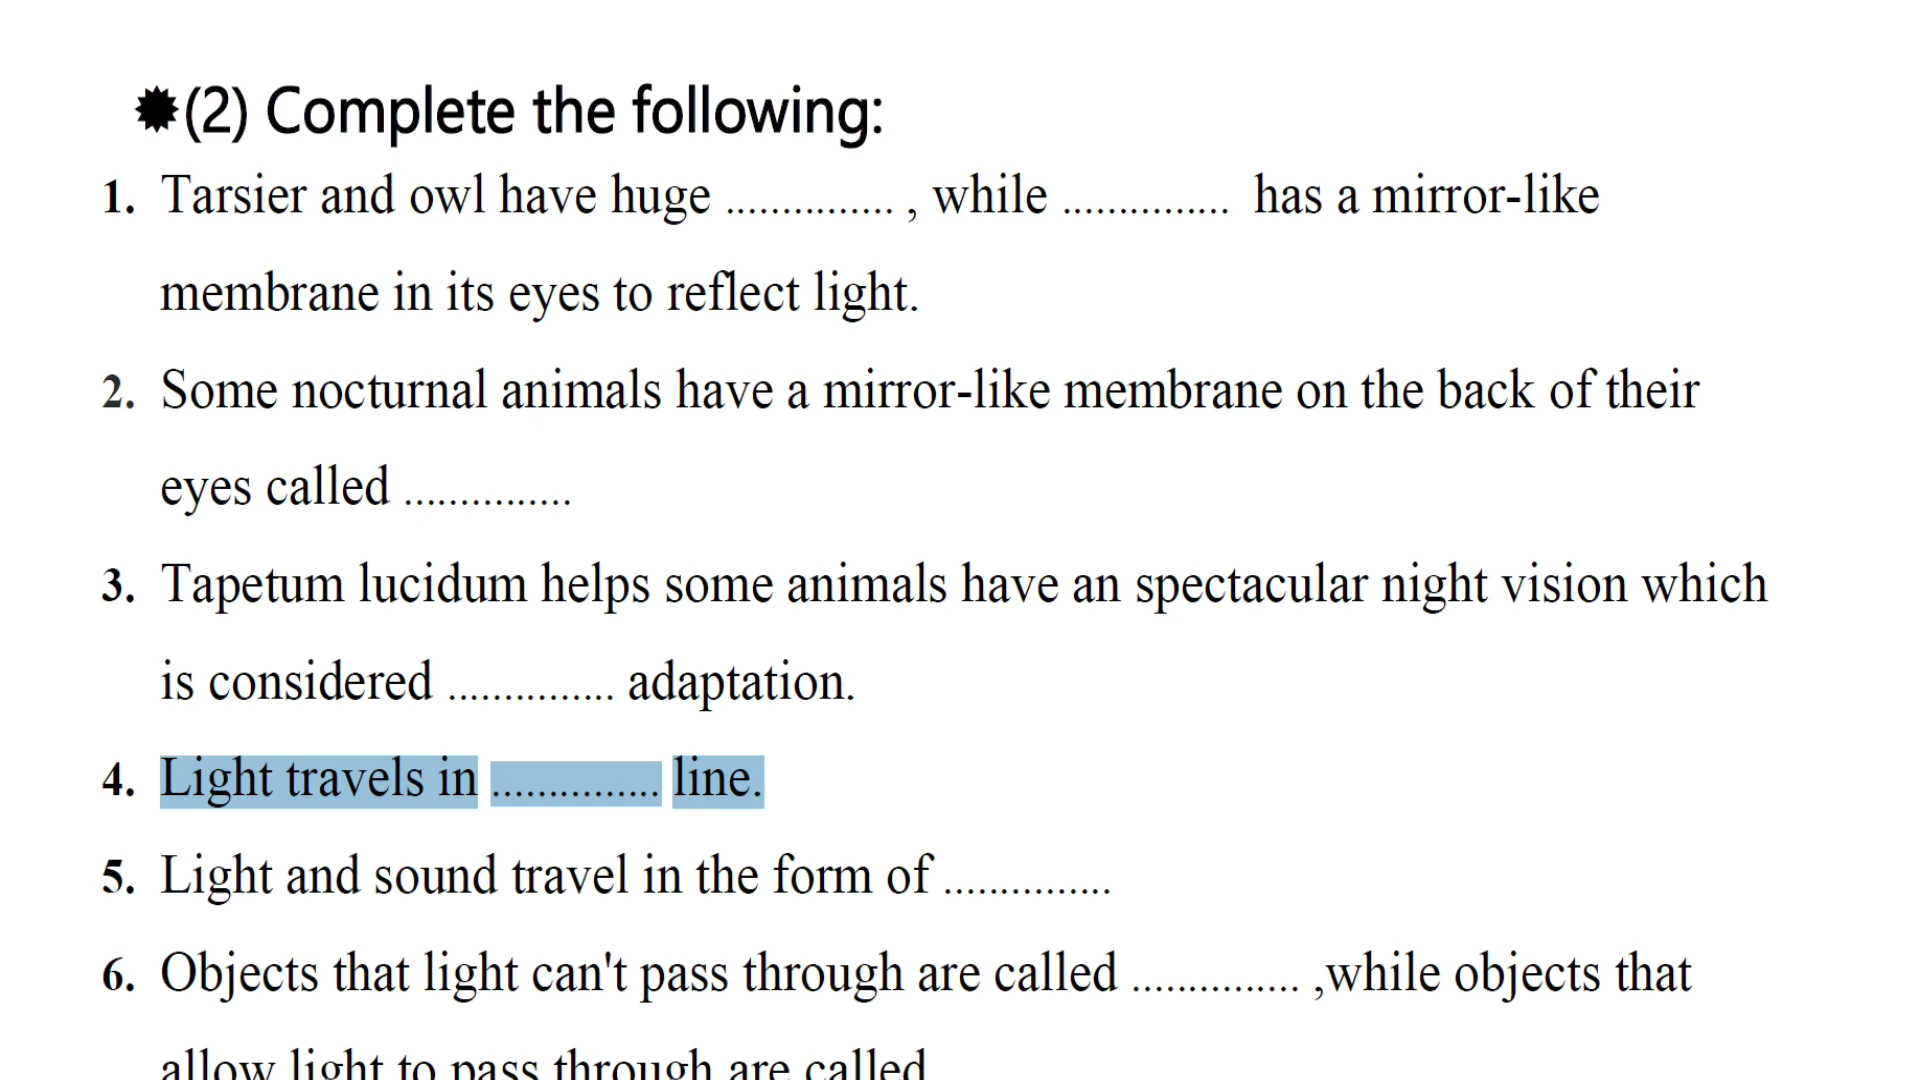 ✹(2) Complete the following:
1. Tarsier and owl have huge ............... , while ............... has a mirror-like
membrane in its eyes to reflect light.
2. Some nocturnal animals have a mirror-like membrane on the back of their
eyes called ...............
3. Tapetum lucidum helps some animals have an spectacular night vision which
is considered ............... adaptation.
4. Light travels in ............... line.
5. Light and sound travel in the form of ...............
6. Objects that light can't pass through are called ............... ,while objects that
allow light to pass through are called